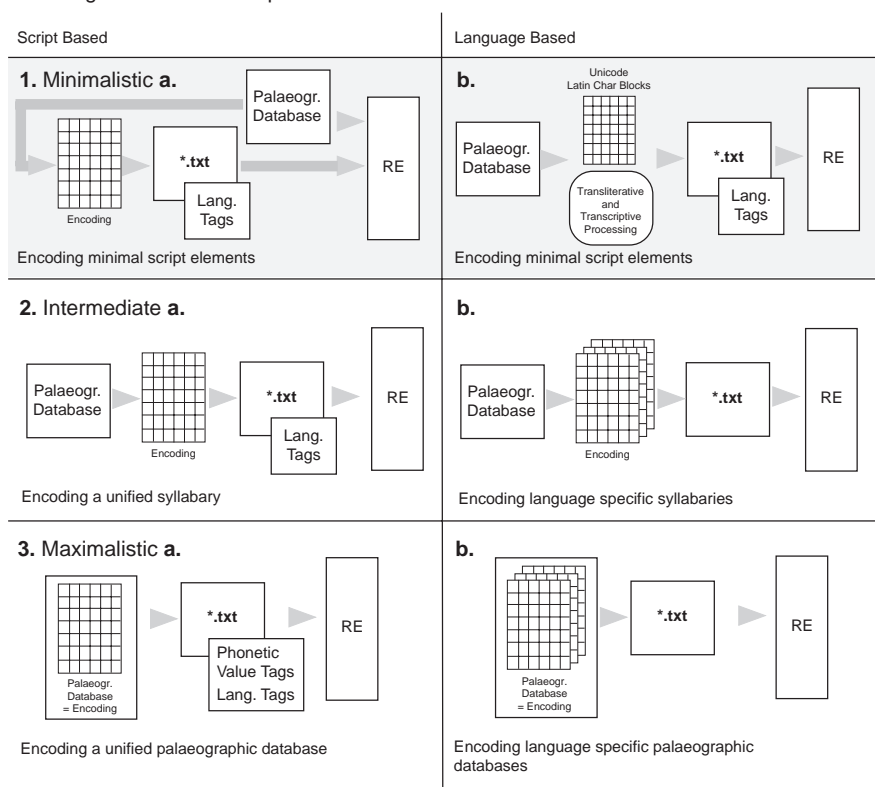 Script Based
Language Based
1. Minimalistic a.
Palaeogr.
Database
*.txt
Lang.
Tags
RE
Encoding
Encoding minimal script elements
b.
Unicode
Latin Char Blocks
Palaeogr.
Database
Transliterative
and
Transcriptive
Processing
*.txt
Lang.
Tags
RE
Encoding minimal script elements
2. Intermediate a.
Palaeogr.
Database
Encoding
*.txt
Lang.
Tags
RE
Encoding a unified syllabary
b.
Palaeogr.
Database
Encoding
*.txt
RE
Encoding language specific syllabaries
3. Maximalistic a.
Palaeogr.
Database
= Encoding
*.txt
Phonetic
Value Tags
Lang. Tags
RE
Encoding a unified palaeographic database
b.
Palaeogr.
Database
= Encoding
*.txt
RE
Encoding language specific palaeographic
databases